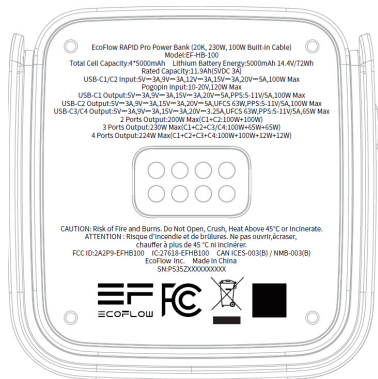 EcoFlow RAPID Pro Power Bank (20K, 230W, 100W Built-in Cable)
Model:EF-HB-100
Total Cell Capacity:4*5000mAh Lithium Battery Energy:5000mAh 14.4V/72Wh
Rated Capacity:11.9Ah(5VDC 3A)
USB-C1/C2 Input:5V⎓3A,9V⎓3A,12V⎓3A,15V⎓3A,20V⎓5A,100W Max
Pogopin Input:10-20V,120W Max
USB-C1 Output:5V⎓3A,9V⎓3A,15V⎓3A,20V⎓5A,PPS:5-11V/5A,100W Max
USB-C2 Output:5V⎓3A,9V⎓3A,15V⎓3A,20V⎓5A,UFCS 63W,PPS:5-11V/5A,100W Max
USB-C3/C4 Output:5V⎓3A,9V⎓3A,15V⎓3A,20V⎓3.25A,UFCS 63W,PPS:5-11V/5A,65W Max
2 Ports Output:200W Max(C1+C2:100W+100W)
3 Ports Output:230W Max(C1+C2+C3/C4:100W+65W+65W)
4 Ports Output:224W Max(C1+C2+C3+C4:100W+100W+12W+12W)
CAUTION: Risk of Fire and Burns. Do Not Open, Crush, Heat Above 45°C or Incinerate.
ATTENTION : Risque d'Incendie et de brûlures. Ne pas ouvrir,écraser,
chauffer à plus de 45 °C ni incinérer.
FCC ID:2A2P9-EFHB100 IC:27618-EFHB100 CAN ICES-003(B) / NMB-003(B)
EcoFlow Inc. Made in China
SN:P535ZXXXXXXXXXX
EF FC
ECOFLOW